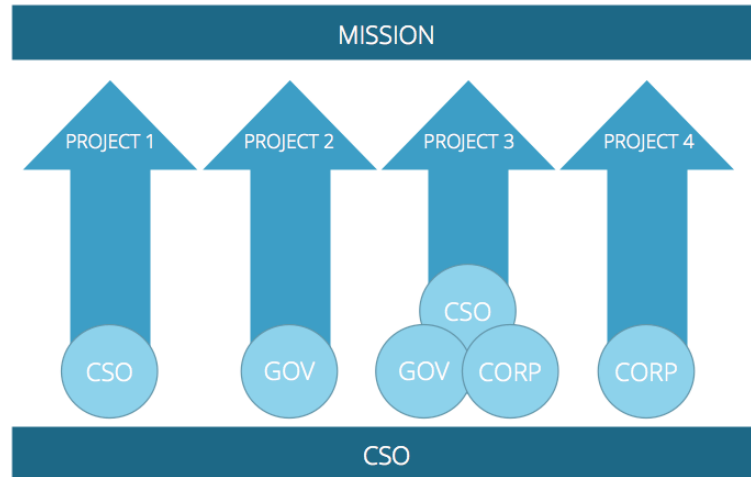 MISSION
PROJECT 1
PROJECT 2
PROJECT 3
PROJECT 4
CSO
CSO
GOV
GOV
CORP
CORP
CSO